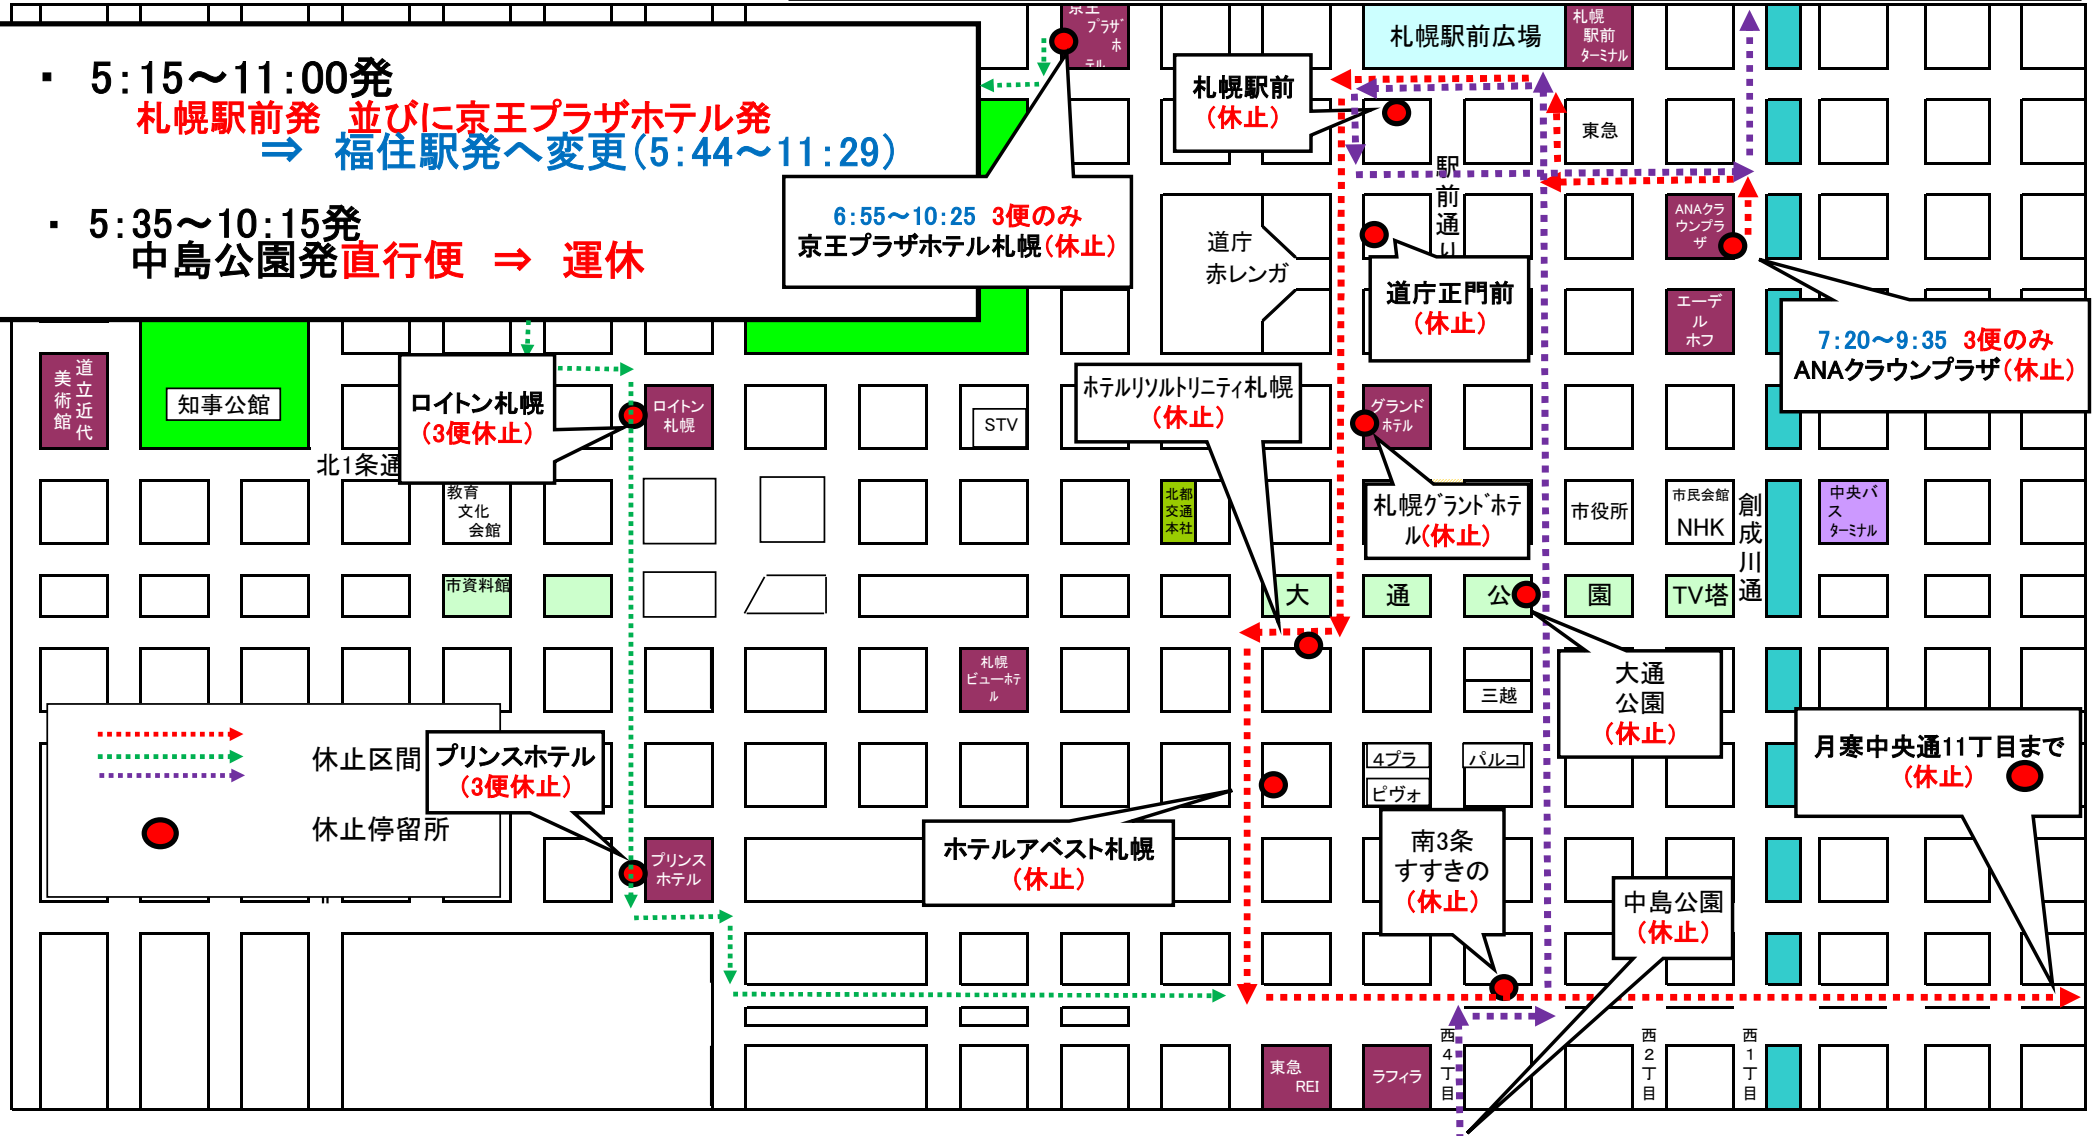 ・ 5:15～11:00発
札幌駅前発 並びに京王プラザホテル発
⇒ 福住駅発へ変更(5:44～11:29)
・ 5:35～10:15発
中島公園発直行便 ⇒ 運休
京王
プラザ
ホ
テル
札幌駅前広場
札幌
駅前
ターミナル
札幌駅前
(休止)
東急
駅前通り
6:55～10:25 3便のみ
京王プラザホテル札幌(休止)
道庁
赤レンガ
道庁正門前
(休止)
ANAクラ
ウンプラ
ザ
エーデ
ル
ホフ
7:20～9:35 3便のみ
ANAクラウンプラザ(休止)
道立近代
美術館
知事公館
ロイトン札幌
(3便休止)
ロイトン
札幌
STV
ホテルリソルトリニティ札幌
(休止)
グランド
ホテル
北1条通
教育
文化
会館
北都
交通
本社
札幌グランドホテ
ル(休止)
市役所
市民会館
NHK
創成川通
中央バ
ス
ターミナル
市資料館
大
通
公
園
TV塔
札幌
ビューホテ
ル
三越
大通
公園
(休止)
休止区間
休止停留所
プリンスホテル
(3便休止)
4プラ
ピヴォ
パルコ
月寒中央通11丁目まで
(休止)
プリンス
ホテル
ホテルアベスト札幌
(休止)
南3条
すすきの
(休止)
中島公園
(休止)
東急
REI
ラフィラ
西4丁目
西2丁目
西1丁目